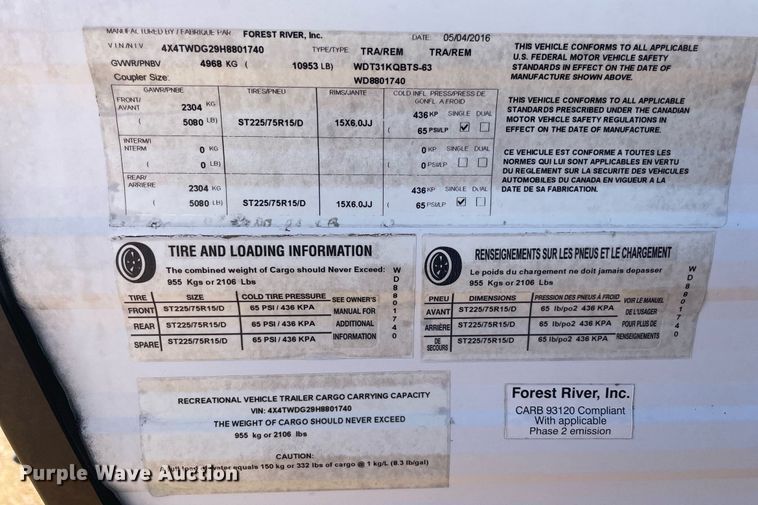 MANUFACTURED BY / FABRIQUE PAR FOREST RIVER, Inc. DATE: 05/04/2016
V I N / N I V 4X4TWDG29H8801740 TYPE/TYPE: TRA/REM TRA/REM
GVWR/PNBV 4968 KG ( 10953 LB) WDT31KQBTS-63
Coupler Size: WD8801740
GAWR/PNBE TIRES/PNEU RIMS/JANTE COLD INFL PRESS/PRESS DE GONFL A FROID
FRONT/ AVANT 2304 KG 436 KP SINGLE DUAL
( 5080 LB) ST225/75R15/D 15X6.0JJ ( 65 PSI/LP
INTERM/I NTERM 0 KG 0 KP SINGLE DUAL
( 0 LB) ( 0 PSI/LP
REAR/ ARRIERE 2304 KG 436 KP SINGLE DUAL
( 5080 LB) ST225/75R15/D 15X6.0JJ ( 65 PSI/LP
THIS VEHICLE CONFORMS TO ALL APPLICABLE
U.S. FEDERAL MOTOR VEHICLE SAFETY
STANDARDS IN EFFECT ON THE DATE OF
MANUFACTURE SHOWN ABOVE.
THIS VEHICLE CONFORMS TO ALL APPLICABLE
STANDARDS PRESCRIBED UNDER THE CANADIAN
MOTOR VEHICLE SAFETY REGULATIONS IN
EFFECT ON THE DATE OF MANUFACTURE.
CE VEHICULE EST CONFORME A TOUTES LES
NORMES QUI LUI SONT APPLICABLES EN VERTU
DU REGLEMENT SUR LA SECURITE DES VEHICULES
AUTOMOBILES DU CANADA EN VIGUEUR A LA
DATE DE SA FABRICATION.
TIRE AND LOADING INFORMATION
The combined weight of Cargo should Never Exceed:
955 Kgs or 2106 Lbs
TIRE SIZE COLD TIRE PRESSURE SEE OWNER'S MANUAL FOR ADDITIONAL INFORMATION
FRONT ST225/75R15/D 65 PSI / 436 KPA
REAR ST225/75R15/D 65 PSI / 436 KPA
SPARE ST225/75R15/D 65 PSI / 436 KPA
WD8801740
RENSEIGNEMENTS SUR LES PNEUS ET LE CHARGEMENT
Le poids du chargement ne doit jamais depasser
955 Kgs or 2106 Lbs
PNEU DIMENSIONS PRESSION DES PNEUS À FROID VOIR LE MANUEL DE L'USAGER POUR PLUS DE RENSEIGNEMENTS
AVANT ST225/75R15/D 65 lb/po2 436 KPA
ARRIÈRE ST225/75R15/D 65 lb/po2 436 KPA
DE SECOURS ST225/75R15/D 65 lb/po2 436 KPA
WD8801740
RECREATIONAL VEHICLE TRAILER CARGO CARRYING CAPACITY
VIN: 4X4TWDG29H8801740
THE WEIGHT OF CARGO SHOULD NEVER EXCEED
955 kg or 2106 lbs
CAUTION:
equals 150 kg or 332 lbs of cargo @ 1 kg/L (8.3 lb/gal)
Forest River, Inc.
CARB 93120 Compliant
With applicable
Phase 2 emission
Purple Wave Auction